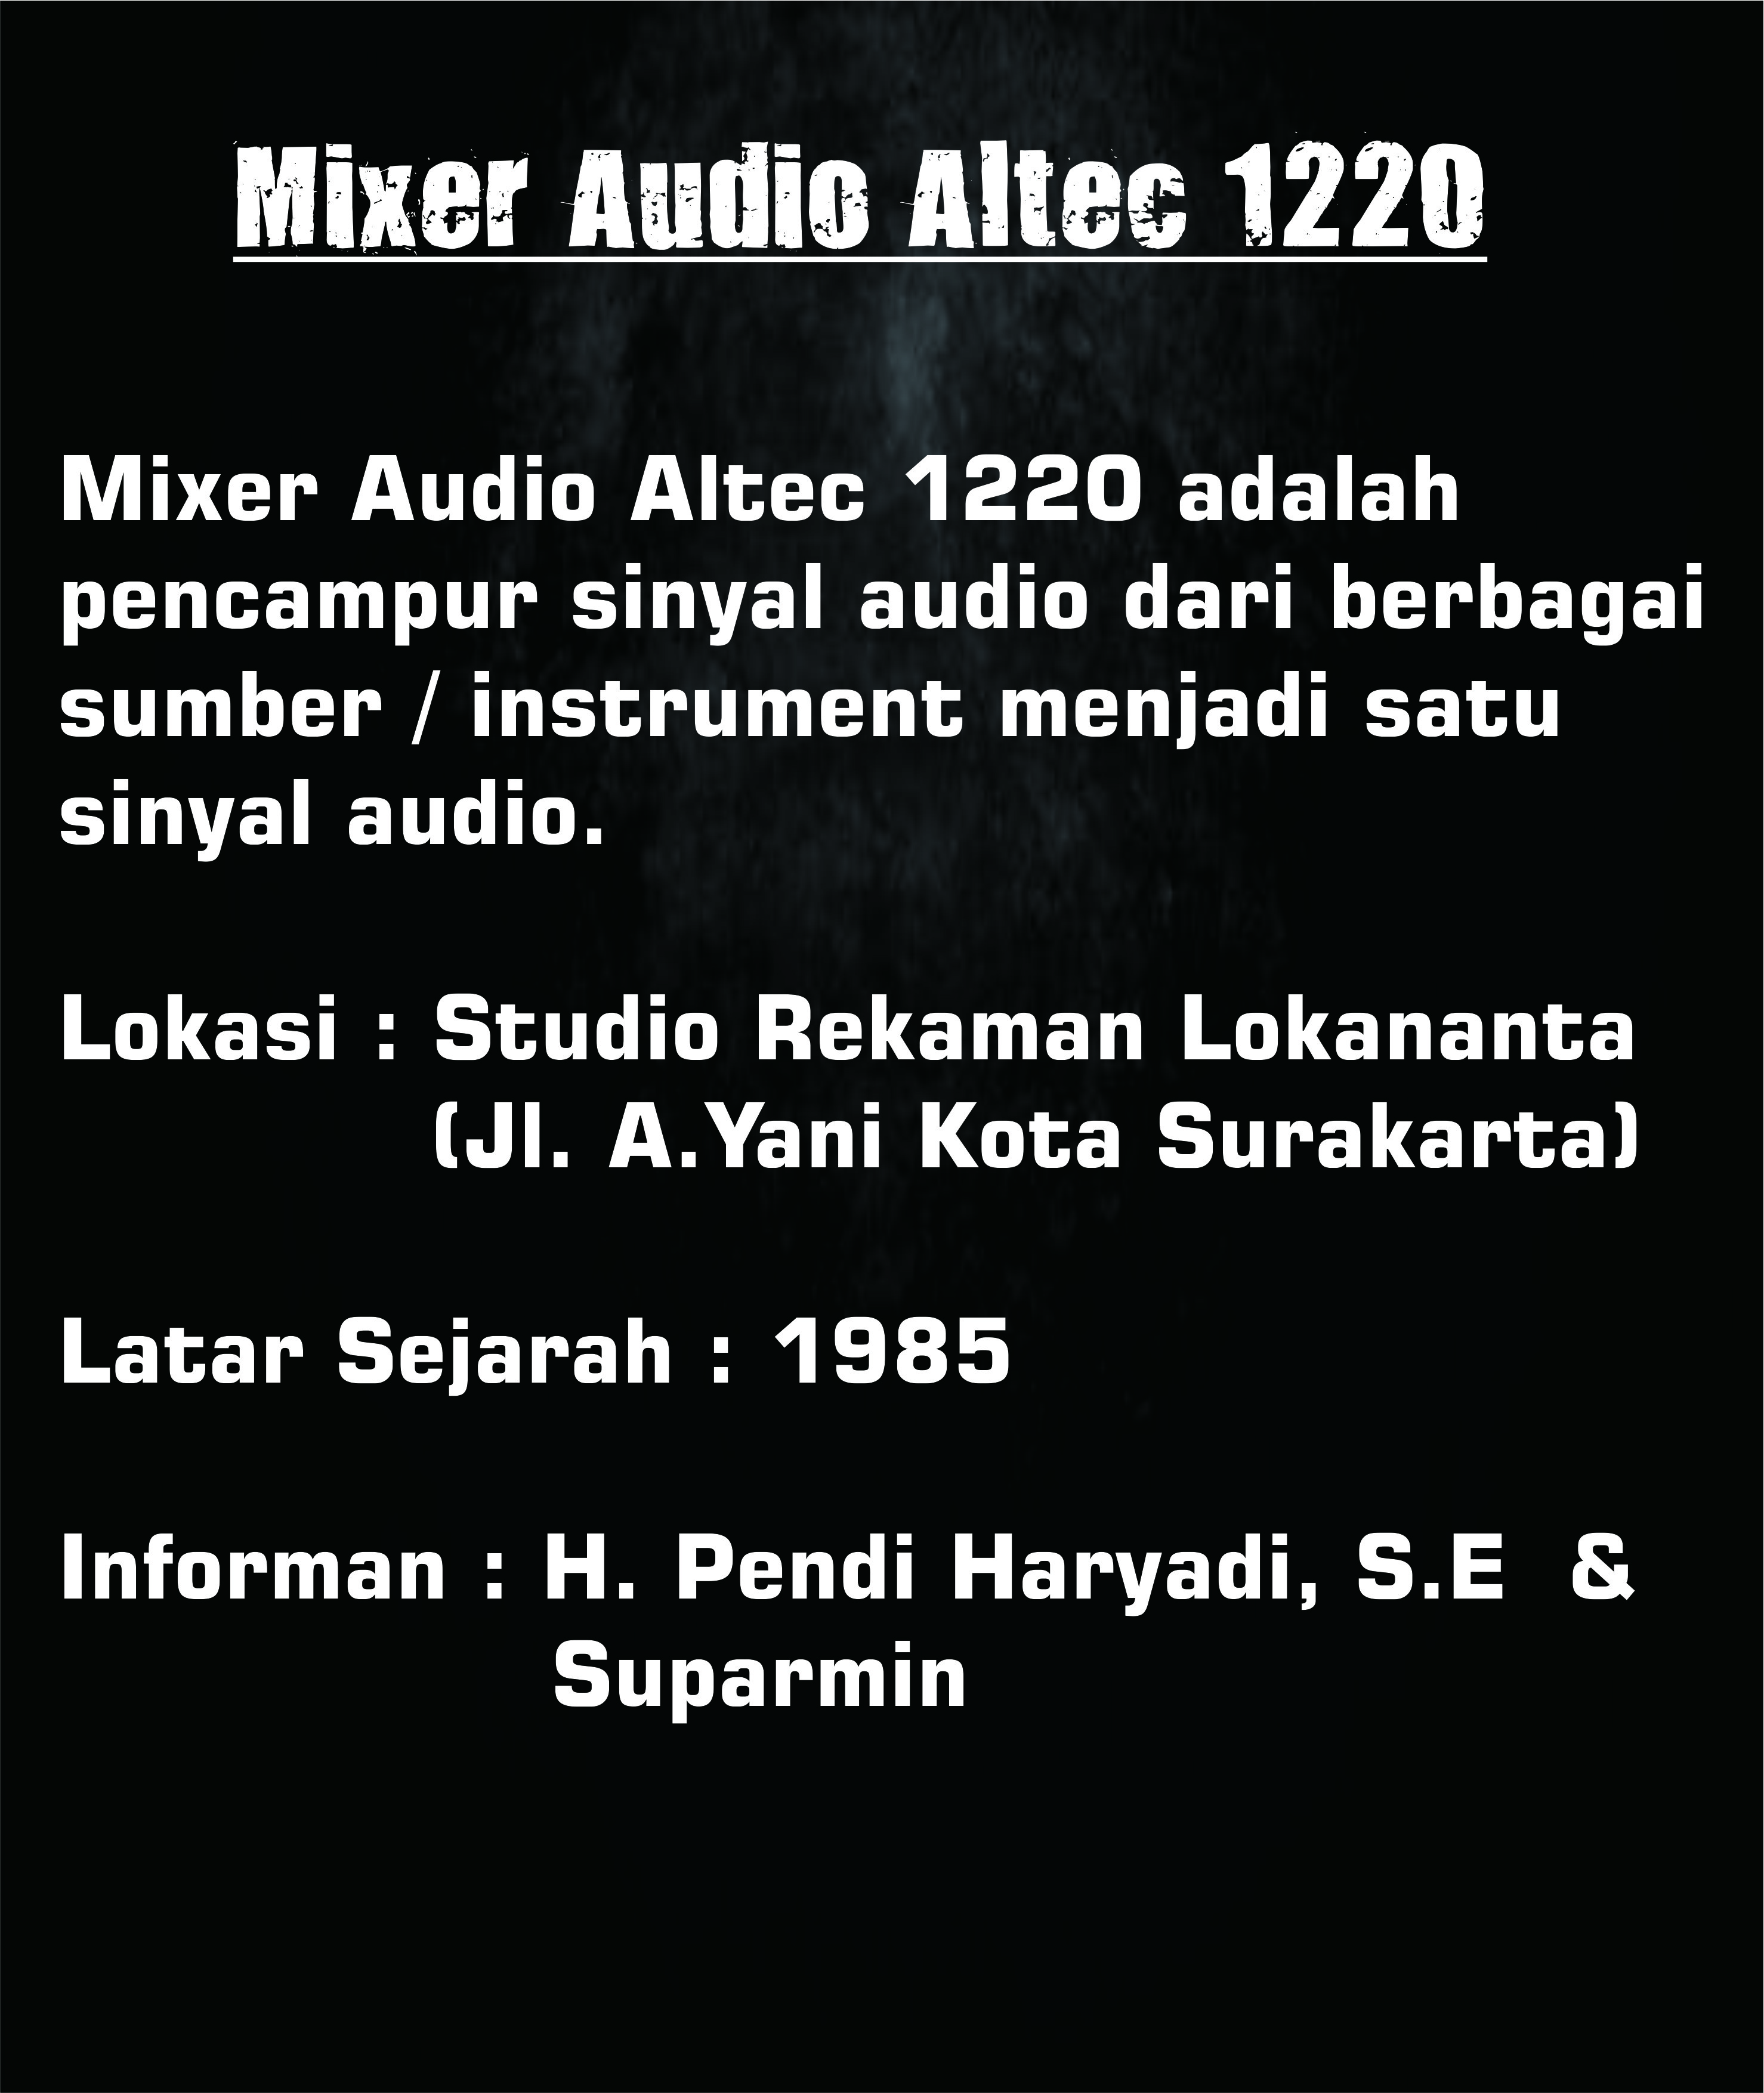 Mixer Audio Altec 1220
Mixer Audio Altec 1220 adalah
pencampur sinyal audio dari berbagai
sumber / instrument menjadi satu
sinyal audio.
Lokasi : Studio Rekaman Lokananta
(Jl. A.Yani Kota Surakarta)
Latar Sejarah : 1985
Informan : H. Pendi Haryadi, S.E &
Suparmin